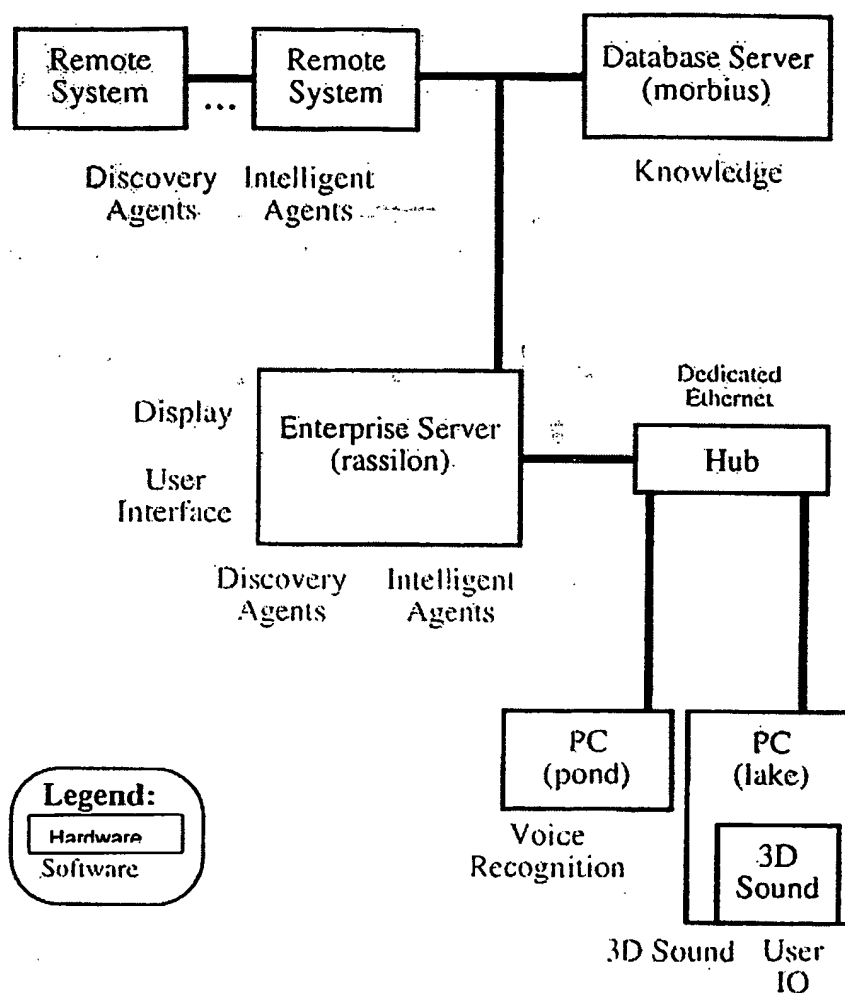 Remote
System
...
Remote
System
Database Server
(morbius)
Discovery
Agents
Intelligent
Agents
Knowledge
Display
User
Interface
Enterprise Server
(rassilon)
Dedicated
Ethernet
Hub
Discovery
Agents
Intelligent
Agents
PC
(pond)
PC
(lake)
Voice
Recognition
3D
Sound
3D Sound
User
IO
Legend:
Hardware
Software